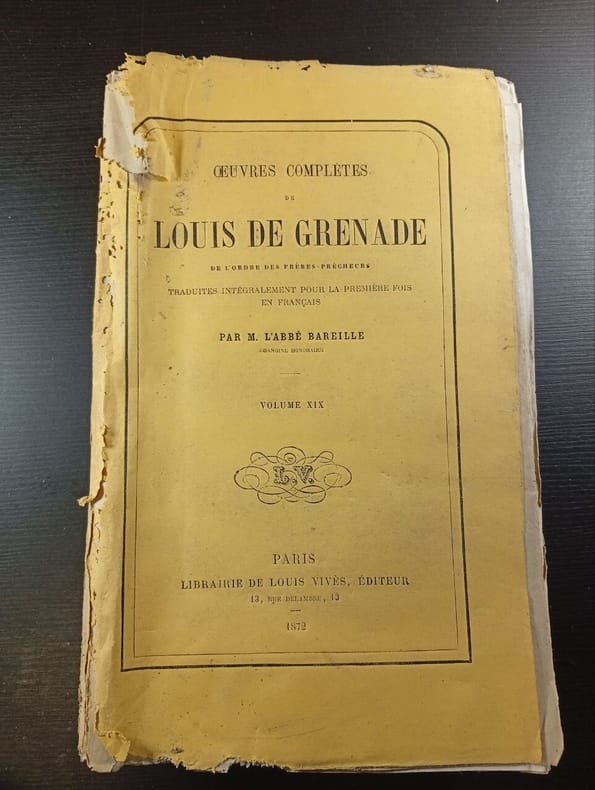 ŒUVRES COMPLÈTES
DE
LOUIS DE GRENADE
DE L'ORDRE DES FRÈRES-PRÊCHEURS
TRADUITES INTÉGRALEMENT POUR LA PREMIÈRE FOIS
EN FRANÇAIS
PAR M. L'ABBÉ BAREILLE
CHANOINE HONORAIRE
VOLUME XIX
L. V.
PARIS
LIBRAIRIE DE LOUIS VIVÈS, ÉDITEUR
13, RUE DELAMBRE, 13
1872